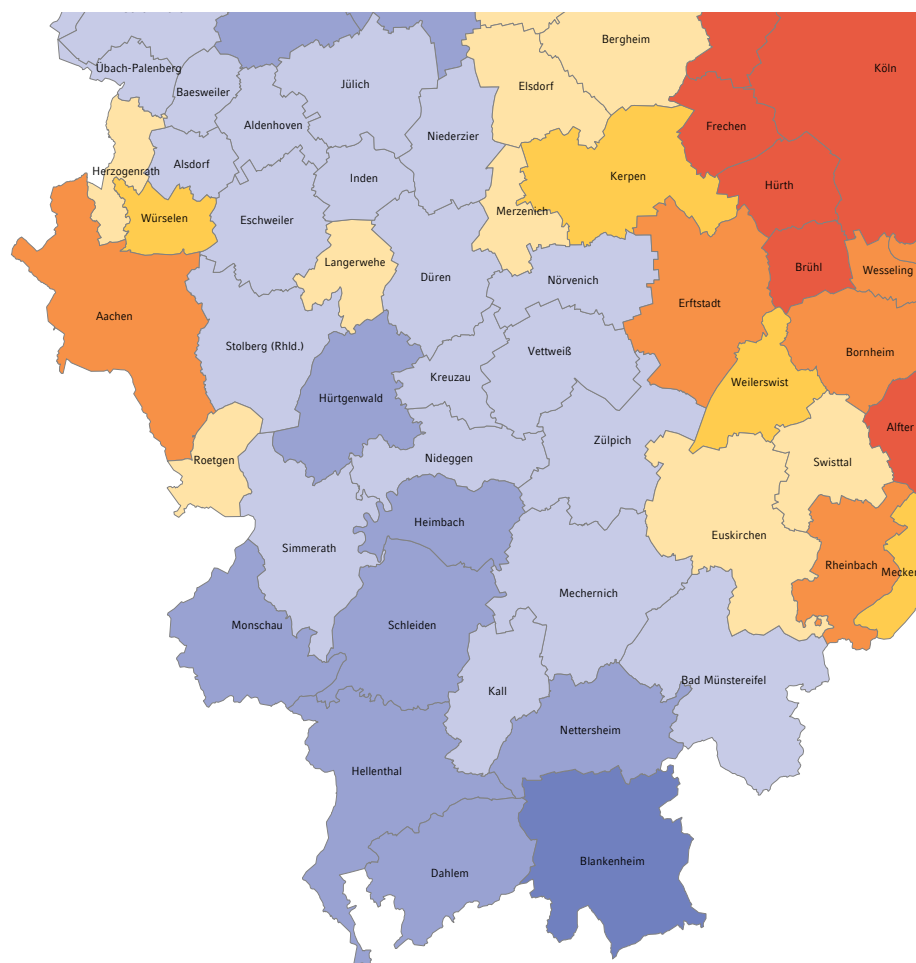 Bergheim
Übach-Palenberg
Köln
Jülich
Elsdorf
Baesweiler
Aldenhoven
Frechen
Niederzier
Alsdorf
Herzogenrath
Inden
Kerpen
Hürth
Merzenich
Würselen
Eschweiler
Langerwehe
Brühl
Wesseling
Düren
Nörvenich
Erftstadt
Aachen
Stolberg (Rhld.)
Vettweiß
Bornheim
Kreuzau
Weilerswist
Hürtgenwald
Alfter
Zülpich
Roetgen
Nideggen
Swisttal
Heimbach
Euskirchen
Simmerath
Rheinbach
Mecken
Mechernich
Monschau
Schleiden
Bad Münstereifel
Kall
Nettersheim
Hellenthal
Blankenheim
Dahlem